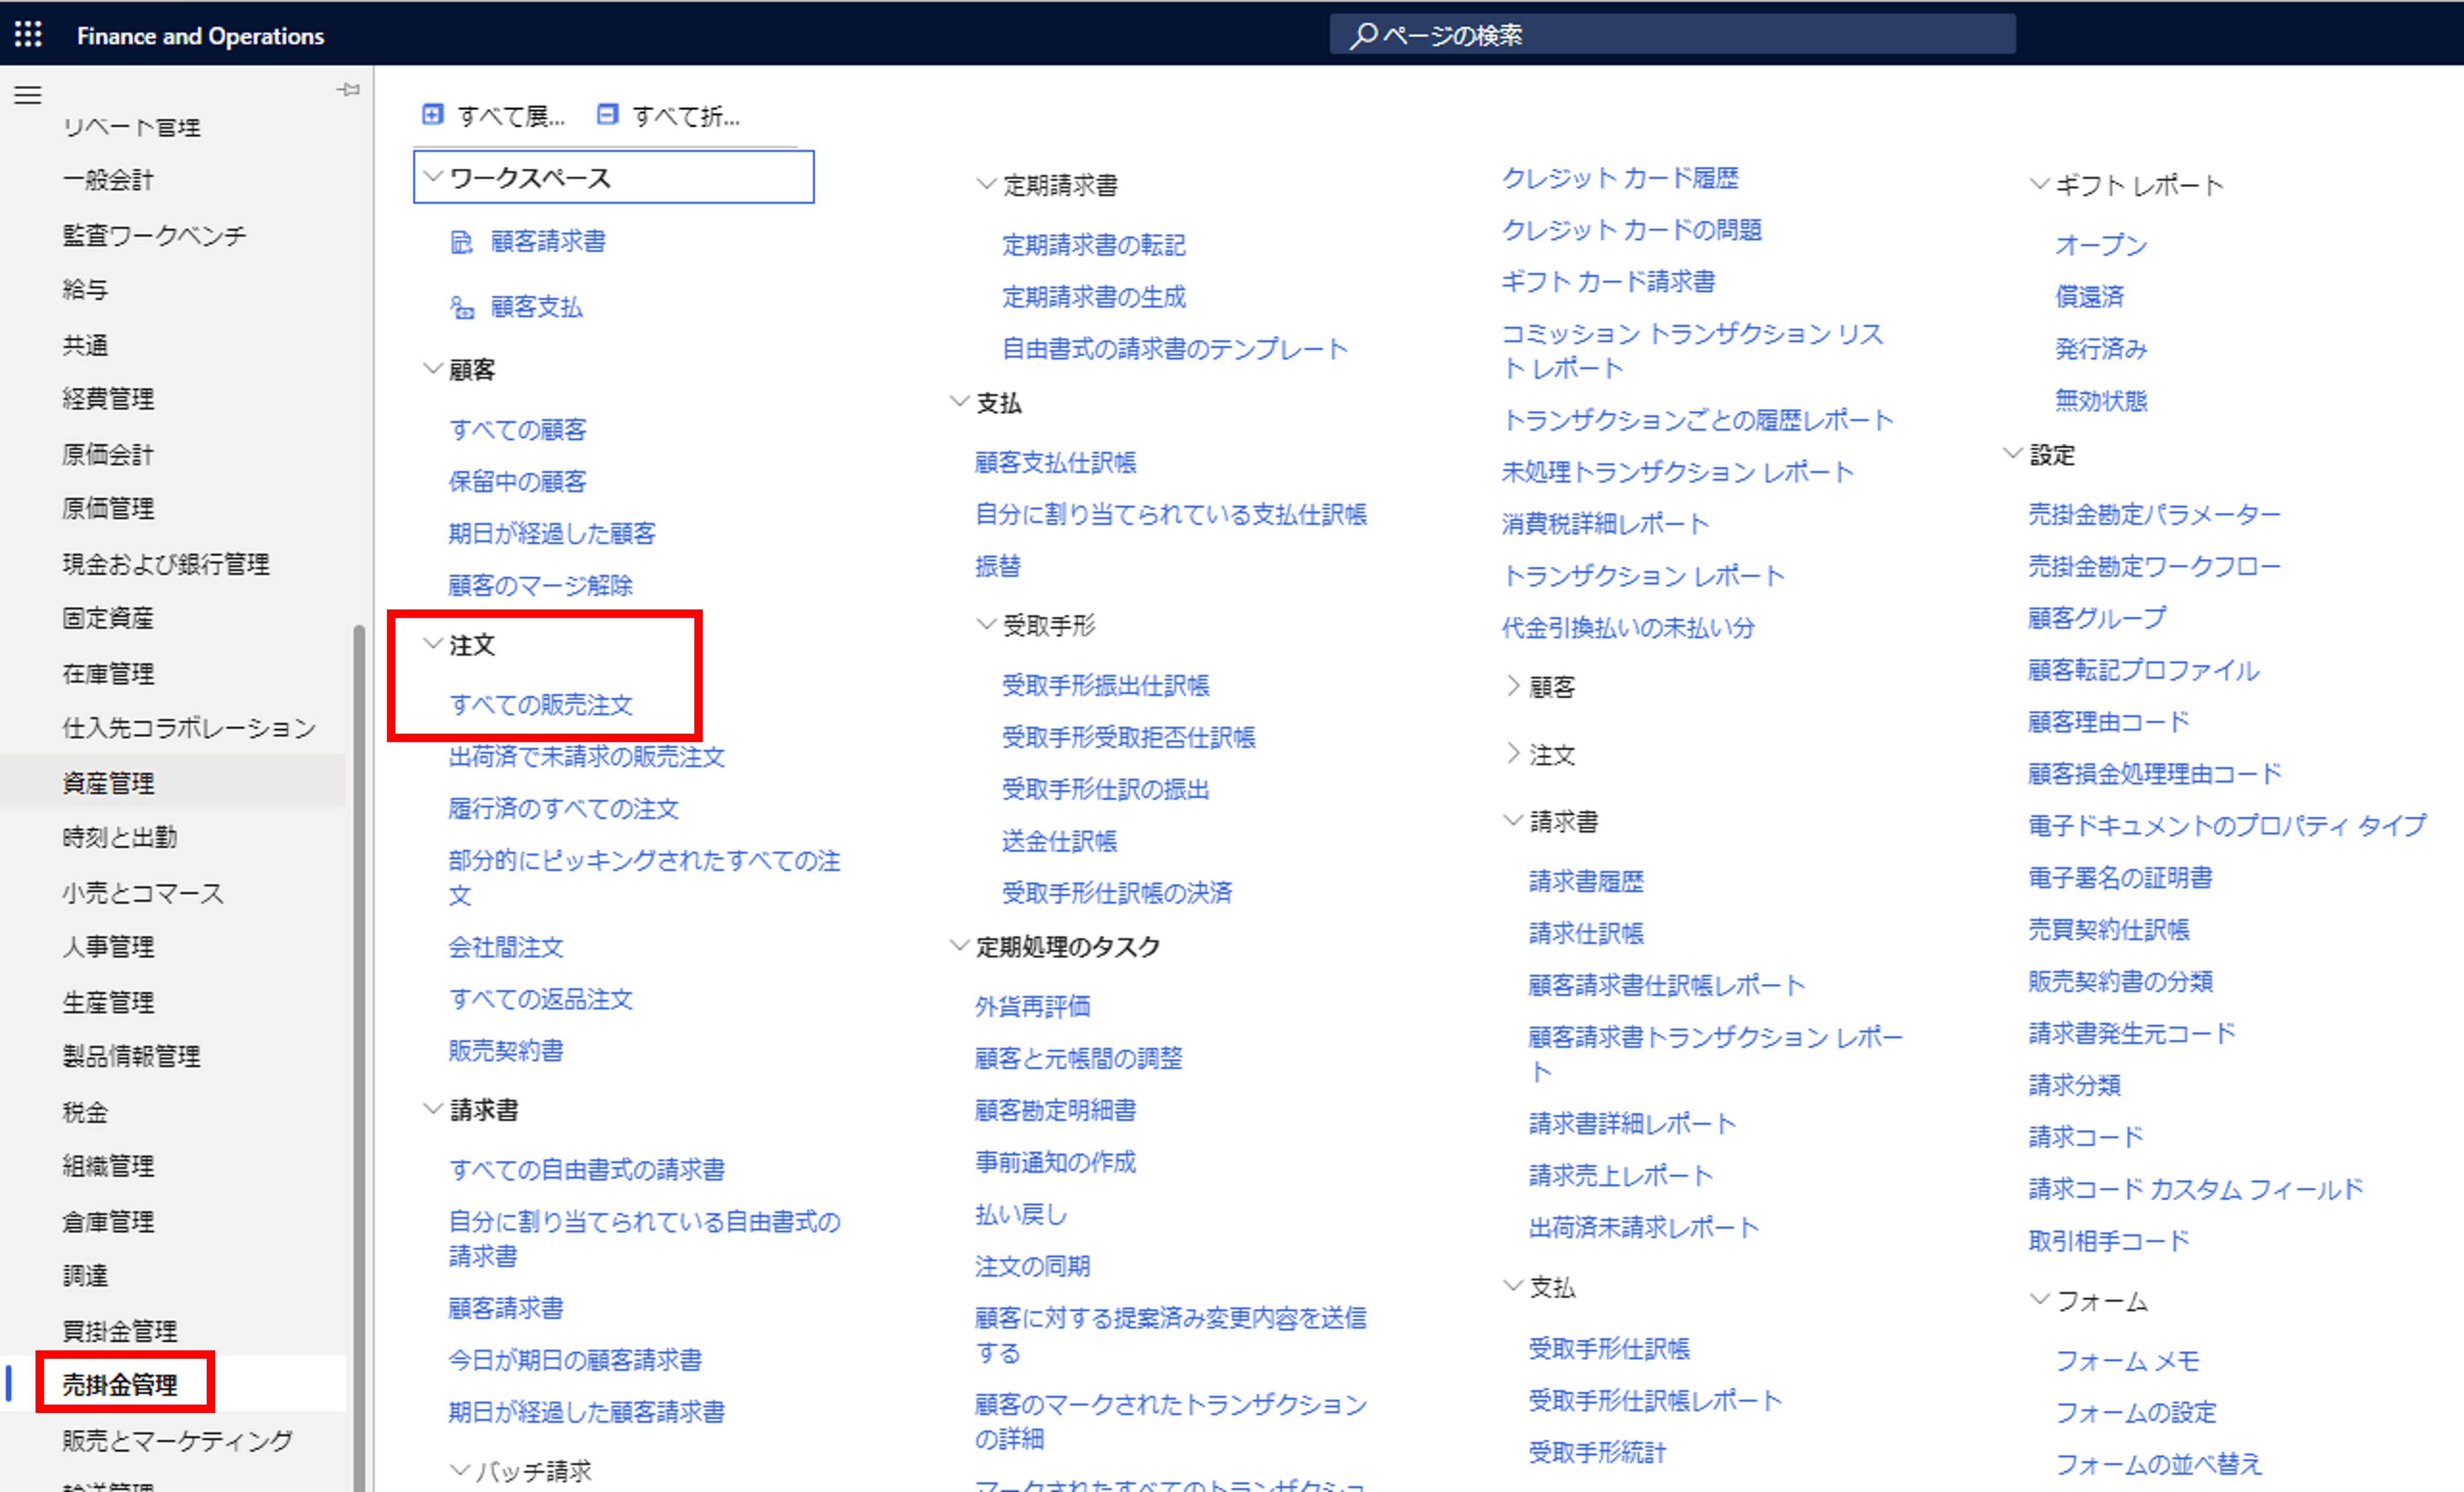 Finance and Operations
ページの検索
リベート管理
一般会計
監査ワークベンチ
給与
共通
経費管理
原価会計
原価管理
現金および銀行管理
固定資産
在庫管理
仕入先コラボレーション
資産管理
時刻と出勤
小売とコマース
人事管理
生産管理
製品情報管理
税金
組織管理
倉庫管理
調達
買掛金管理
売掛金管理
販売とマーケティング
すべて展...
すべて折...
ワークスペース
顧客請求書
顧客支払
顧客
すべての顧客
保留中の顧客
期日が経過した顧客
顧客のマージ解除
注文
すべての販売注文
出荷済で未請求の販売注文
履行済のすべての注文
部分的にピッキングされたすべての注
文
会社間注文
すべての返品注文
販売契約書
請求書
すべての自由書式の請求書
自分に割り当てられている自由書式の
請求書
顧客請求書
今日が期日の顧客請求書
期日が経過した顧客請求書
バッチ請求
定期請求書
定期請求書の転記
定期請求書の生成
自由書式の請求書のテンプレート
支払
顧客支払仕訳帳
自分に割り当てられている支払仕訳帳
振替
受取手形
受取手形振出仕訳帳
受取手形受取拒否仕訳帳
受取手形仕訳の振出
送金仕訳帳
受取手形仕訳帳の決済
定期処理のタスク
外貨再評価
顧客と元帳間の調整
顧客勘定明細書
事前通知の作成
払い戻し
注文の同期
顧客に対する提案済み変更内容を送信
する
顧客のマークされたトランザクション
の詳細
マークされたすべてのトランザクショ
クレジット カード履歴
クレジット カードの問題
ギフト カード請求書
コミッション トランザクション リス
ト レポート
トランザクションごとの履歴レポート
未処理トランザクション レポート
消費税詳細レポート
トランザクション レポート
代金引換払いの未払い分
顧客
注文
請求書
請求書履歴
請求仕訳帳
顧客請求書仕訳帳レポート
顧客請求書トランザクション レポー
ト
請求書詳細レポート
請求売上レポート
出荷済未請求レポート
支払
受取手形仕訳帳
受取手形仕訳帳レポート
受取手形統計
ギフト レポート
オープン
償還済
発行済み
無効状態
設定
売掛金勘定パラメーター
売掛金勘定ワークフロー
顧客グループ
顧客転記プロファイル
顧客理由コード
顧客損金処理理由コード
電子ドキュメントのプロパティ タイプ
電子署名の証明書
売買契約仕訳帳
販売契約書の分類
請求書発生元コード
請求分類
請求コード
請求コード カスタム フィールド
取引相手コード
フォーム
フォーム メモ
フォームの設定
フォームの並べ替え